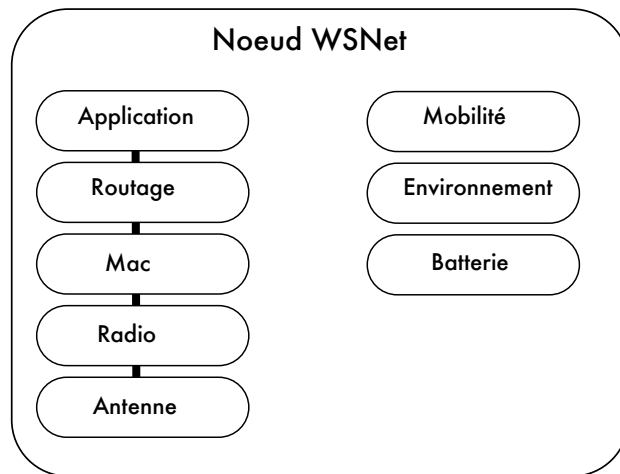 Noeud WSNet
Application
Routage
Mac
Radio
Antenne
Mobilité
Environnement
Batterie